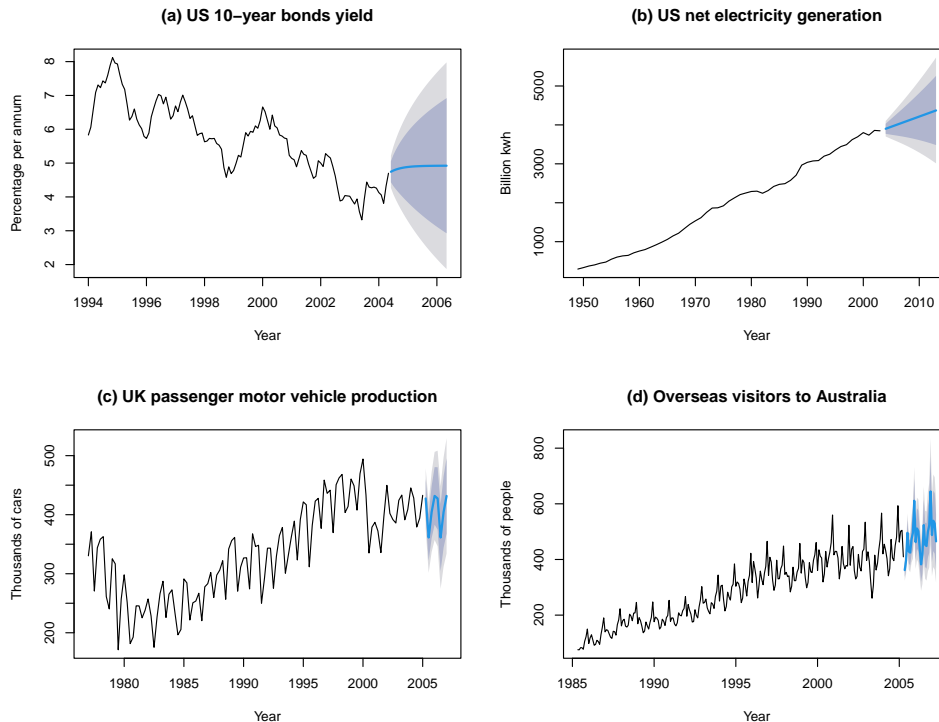 (a) US 10−year bonds yield
Percentage per annum
8
7
6
5
4
3
2
1994 1996 1998 2000 2002 2004 2006
Year
(b) US net electricity generation
Billion kwh
5000
3000
1000
1950 1960 1970 1980 1990 2000 2010
Year
(c) UK passenger motor vehicle production
Thousands of cars
500
400
300
200
1980 1985 1990 1995 2000 2005
Year
(d) Overseas visitors to Australia
Thousands of people
800
600
400
200
1985 1990 1995 2000 2005
Year